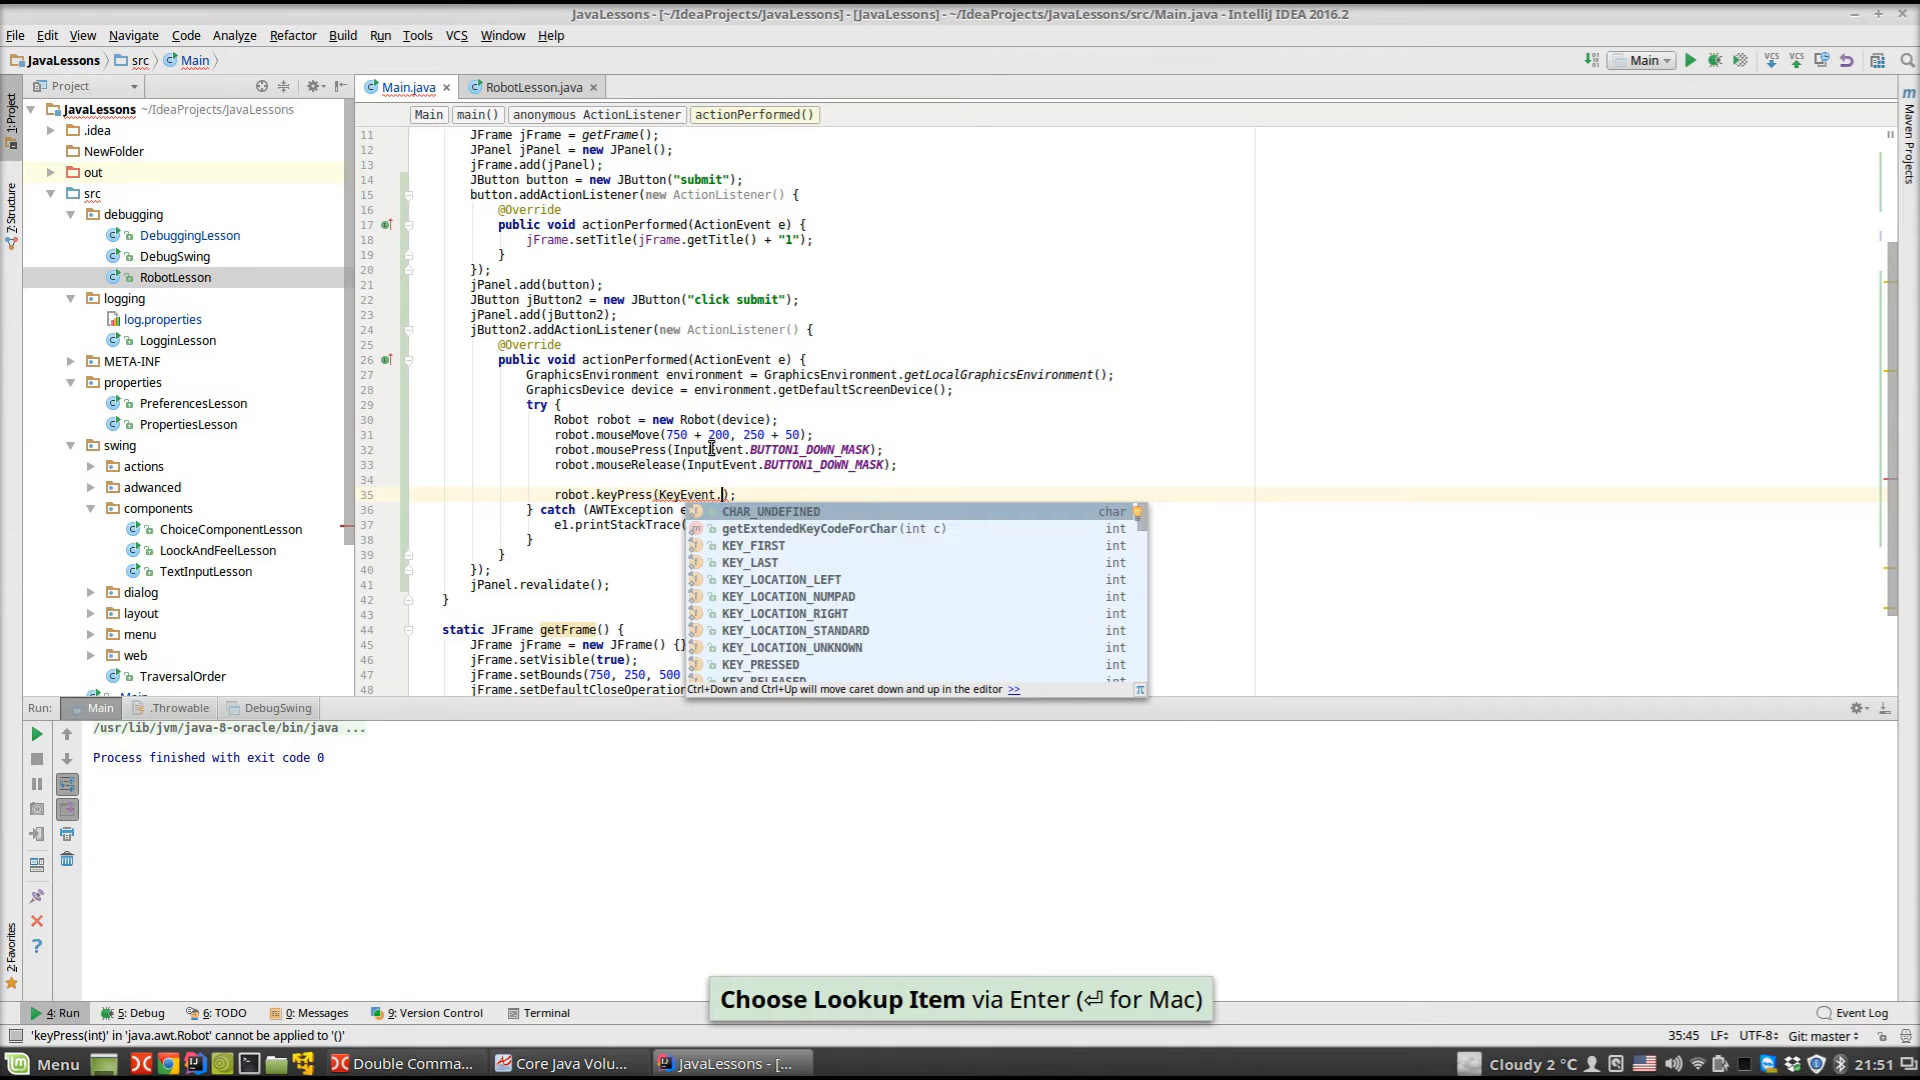 JavaLessons - [~/IdeaProjects/JavaLessons] - [JavaLessons] - ~/IdeaProjects/JavaLessons/src/Main.java - IntelliJ IDEA 2016.2
File Edit View Navigate Code Analyze Refactor Build Run Tools VCS Window Help
JavaLessons src Main
Main
Project
Main.java RobotLesson.java
Main main() anonymous ActionListener actionPerformed()
1: Project
7: Structure
2: Favorites
Maven Projects
JavaLessons ~/IdeaProjects/JavaLessons
.idea
NewFolder
out
src
debugging
DebuggingLesson
DebugSwing
RobotLesson
logging
log.properties
LogginLesson
META-INF
properties
PreferencesLesson
PropertiesLesson
swing
actions
adwanced
components
ChoiceComponentLesson
LoockAndFeelLesson
TextInputLesson
dialog
layout
menu
web
TraversalOrder
Main
11 JFrame jFrame = getFrame();
12 JPanel jPanel = new JPanel();
13 jFrame.add(jPanel);
14 JButton button = new JButton("submit");
15 button.addActionListener(new ActionListener() {
16 @Override
17 public void actionPerformed(ActionEvent e) {
18 jFrame.setTitle(jFrame.getTitle() + "1");
19 }
20 });
21 jPanel.add(button);
22 JButton jButton2 = new JButton("click submit");
23 jPanel.add(jButton2);
24 jButton2.addActionListener(new ActionListener() {
25 @Override
26 public void actionPerformed(ActionEvent e) {
27 GraphicsEnvironment environment = GraphicsEnvironment.getLocalGraphicsEnvironment();
28 GraphicsDevice device = environment.getDefaultScreenDevice();
29 try {
30 Robot robot = new Robot(device);
31 robot.mouseMove(750 + 200, 250 + 50);
32 robot.mousePress(InputEvent.BUTTON1_DOWN_MASK);
33 robot.mouseRelease(InputEvent.BUTTON1_DOWN_MASK);
34
35 robot.keyPress(KeyEvent.);
36 } catch (AWTException e
37 e1.printStackTrace(
38 }
39 }
40 });
41 jPanel.revalidate();
42 }
43
44 static JFrame getFrame() {
45 JFrame jFrame = new JFrame() {}
46 jFrame.setVisible(true);
47 jFrame.setBounds(750, 250, 500
48 jFrame.setDefaultCloseOperation
CHAR_UNDEFINED char
getExtendedKeyCodeForChar(int c) int
KEY_FIRST int
KEY_LAST int
KEY_LOCATION_LEFT int
KEY_LOCATION_NUMPAD int
KEY_LOCATION_RIGHT int
KEY_LOCATION_STANDARD int
KEY_LOCATION_UNKNOWN int
KEY_PRESSED int
KEY_RELEASED int
Ctrl+Down and Ctrl+Up will move caret down and up in the editor >>
Run: Main .Throwable DebugSwing
/usr/lib/jvm/java-8-oracle/bin/java ...
Process finished with exit code 0
Choose Lookup Item via Enter (⏎ for Mac)
4: Run 5: Debug 6: TODO 0: Messages 9: Version Control Terminal Event Log
'keyPress(int)' in 'java.awt.Robot' cannot be applied to '()' 35:45 LF UTF-8 Git: master
Menu Double Comma... Core Java Volu... JavaLessons - [-... Cloudy 2 °C 21:51